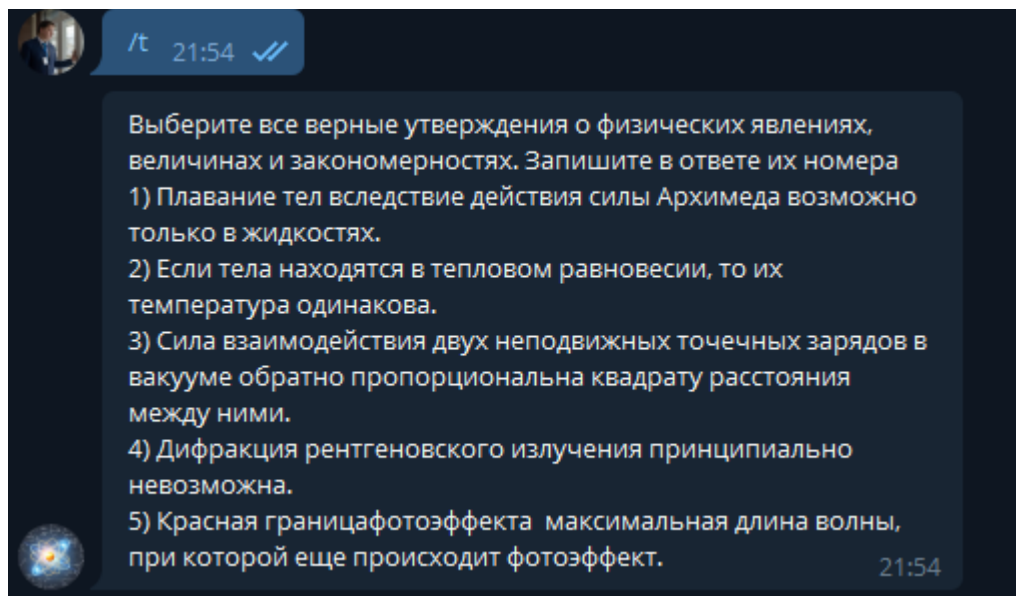 /t 21:54
Выберите все верные утверждения о физических явлениях,
величинах и закономерностях. Запишите в ответе их номера
1) Плавание тел вследствие действия силы Архимеда возможно
только в жидкостях.
2) Если тела находятся в тепловом равновесии, то их
температура одинакова.
3) Сила взаимодействия двух неподвижных точечных зарядов в
вакууме обратно пропорциональна квадрату расстояния
между ними.
4) Дифракция рентгеновского излучения принципиально
невозможна.
5) Красная границафотоэффекта  максимальная длина волны,
при которой еще происходит фотоэффект.
21:54